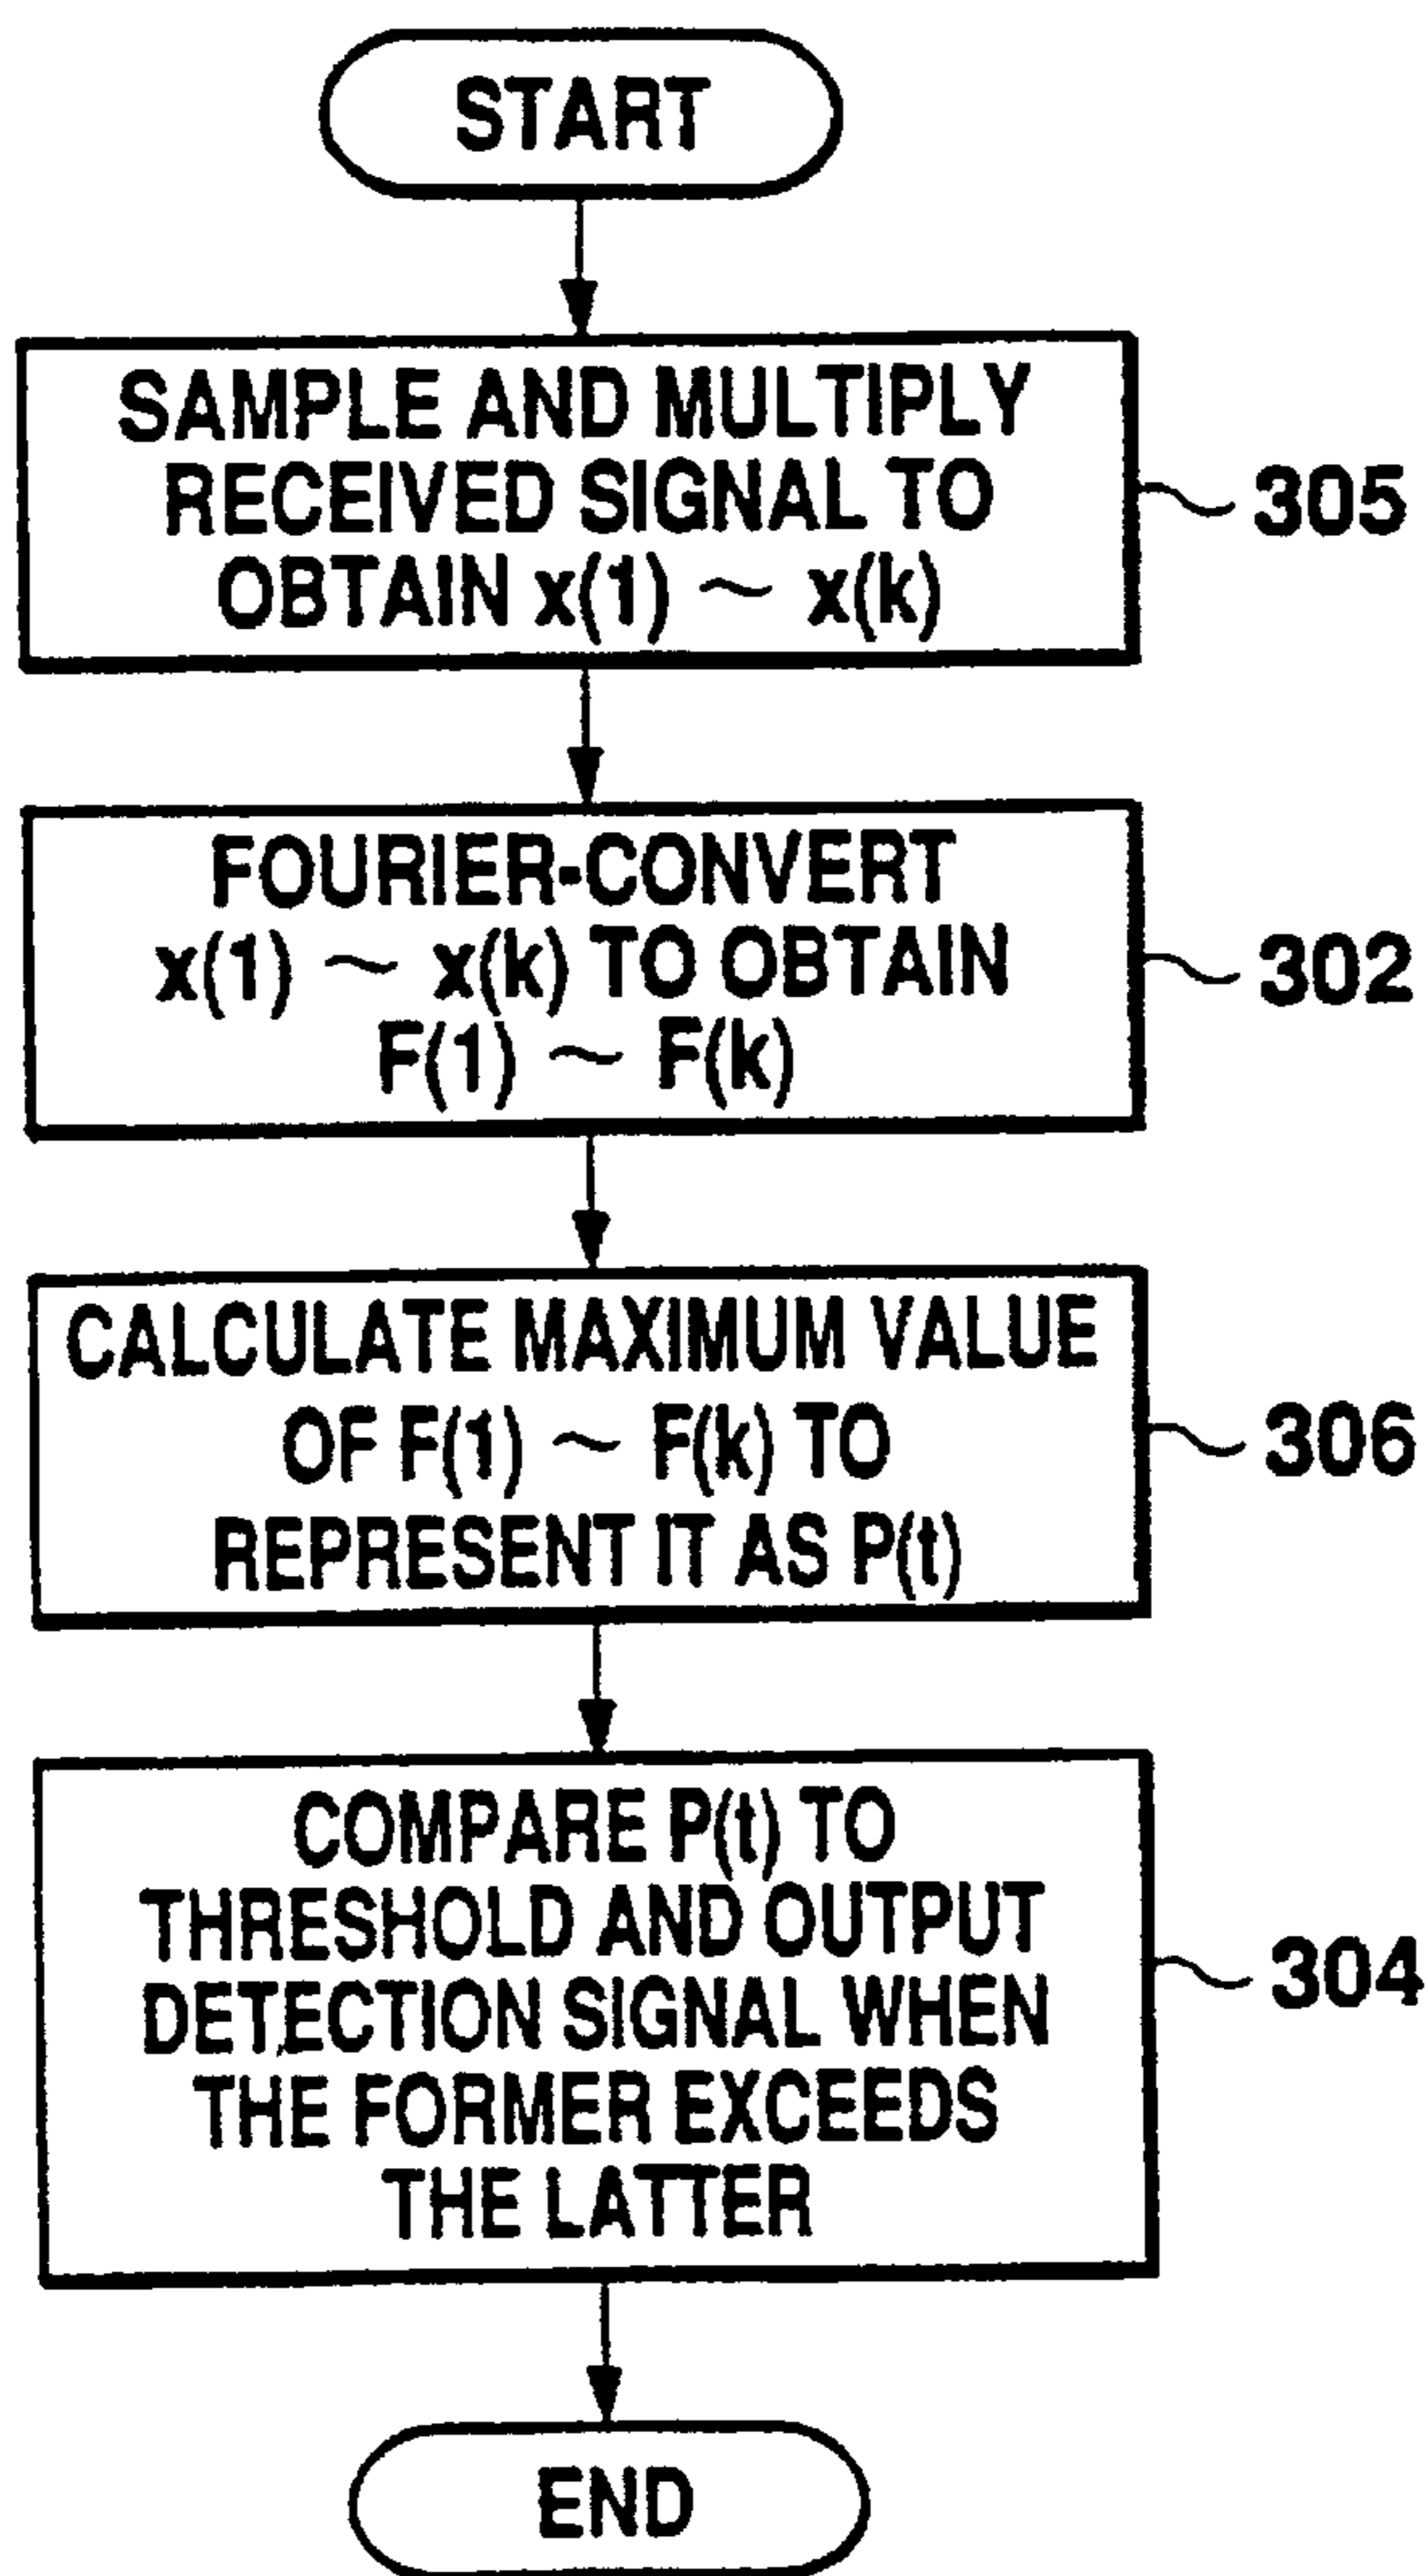 START
SAMPLE AND MULTIPLY
RECEIVED SIGNAL TO
OBTAIN x(1) ~ x(k)
305
FOURIER-CONVERT
x(1) ~ x(k) TO OBTAIN
F(1) ~ F(k)
302
CALCULATE MAXIMUM VALUE
OF F(1) ~ F(k) TO
REPRESENT IT AS P(t)
306
COMPARE P(t) TO
THRESHOLD AND OUTPUT
DETECTION SIGNAL WHEN
THE FORMER EXCEEDS
THE LATTER
304
END